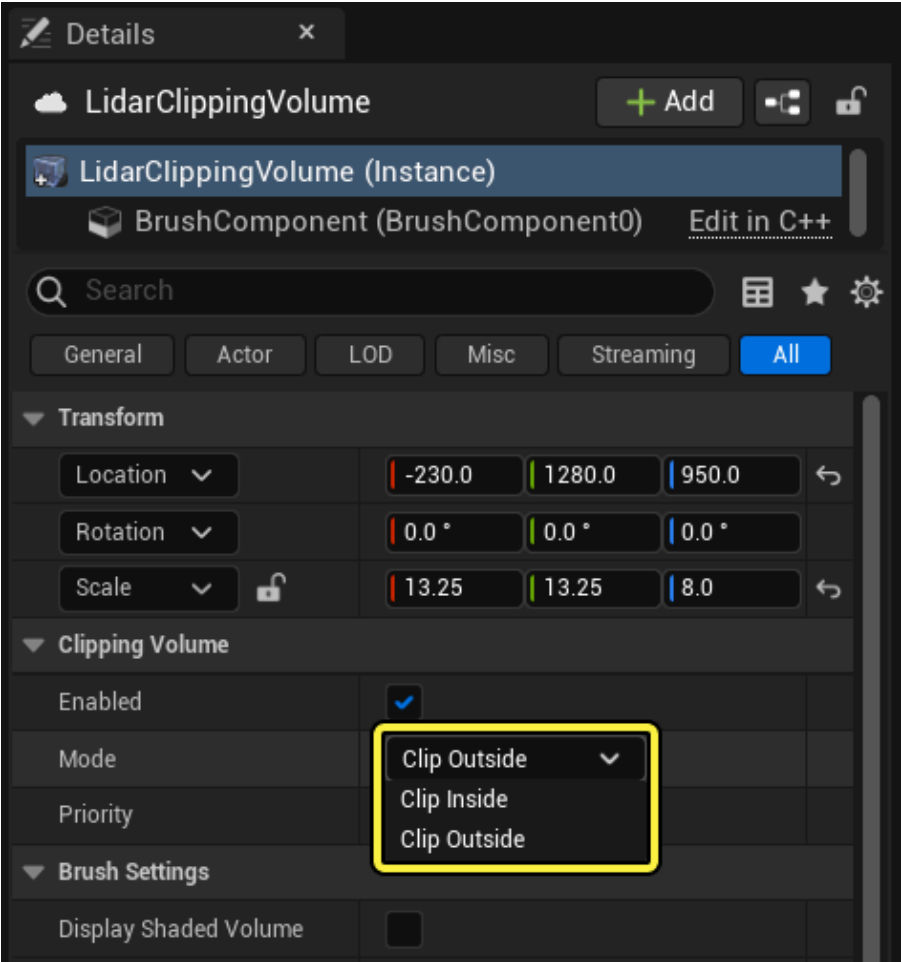 Details
LidarClippingVolume
Add
LidarClippingVolume (Instance)
BrushComponent (BrushComponent0) Edit in C++
Search
General Actor LOD Misc Streaming All
Transform
Location -230.0 1280.0 950.0
Rotation 0.0 ° 0.0 ° 0.0 °
Scale 13.25 13.25 8.0
Clipping Volume
Enabled
Mode Clip Outside
Clip Inside
Priority
Clip Outside
Brush Settings
Display Shaded Volume